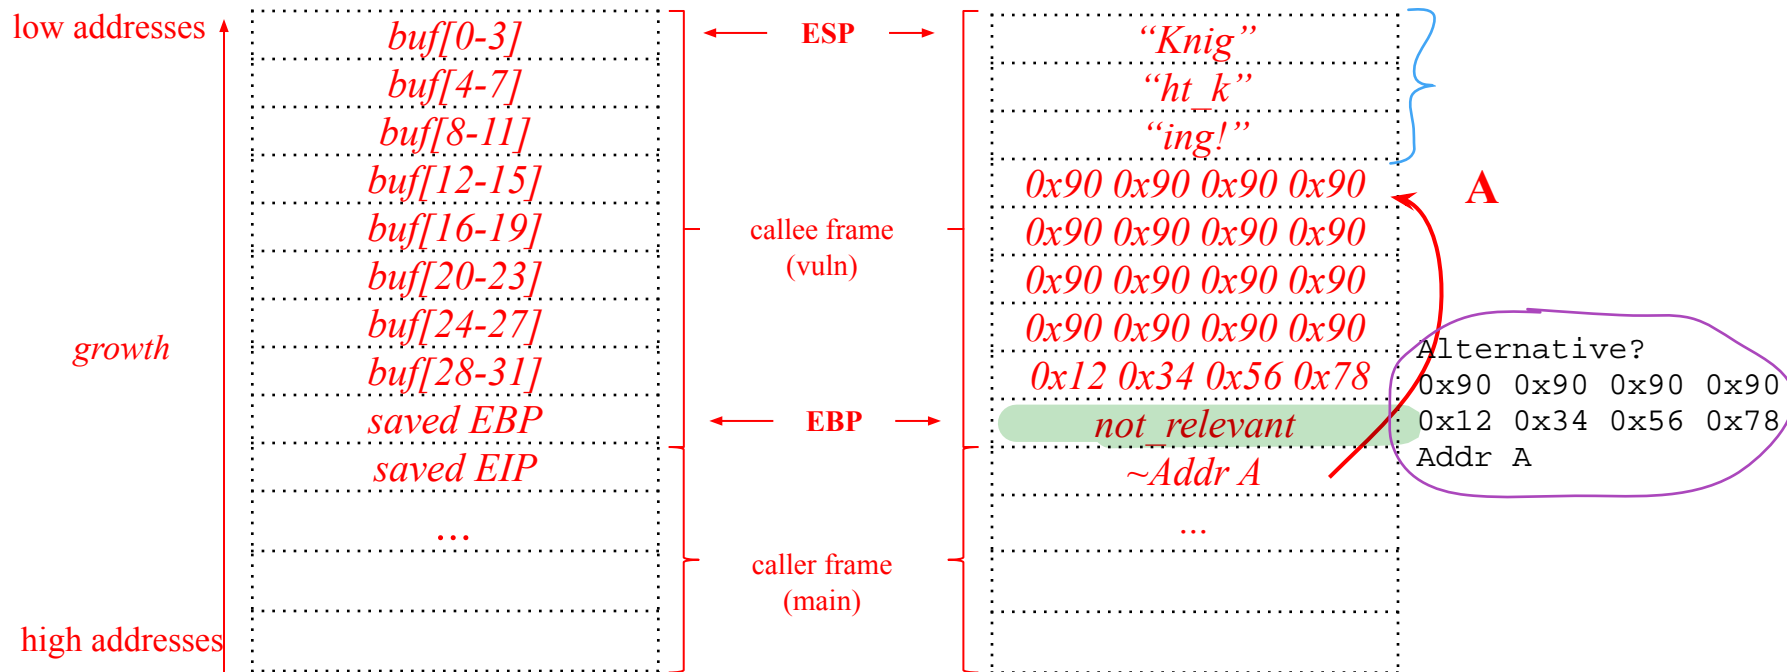 low addresses
growth
high addresses
buf[0-3]
buf[4-7]
buf[8-11]
buf[12-15]
buf[16-19]
buf[20-23]
buf[24-27]
buf[28-31]
saved EBP
saved EIP
...
ESP
callee frame
(vuln)
EBP
caller frame
(main)
“Knig”
“ht_k”
“ing!”
0x90 0x90 0x90 0x90
0x90 0x90 0x90 0x90
0x90 0x90 0x90 0x90
0x90 0x90 0x90 0x90
0x12 0x34 0x56 0x78
not_relevant
~Addr A
...
A
Alternative?
0x90 0x90 0x90 0x90
0x12 0x34 0x56 0x78
Addr A